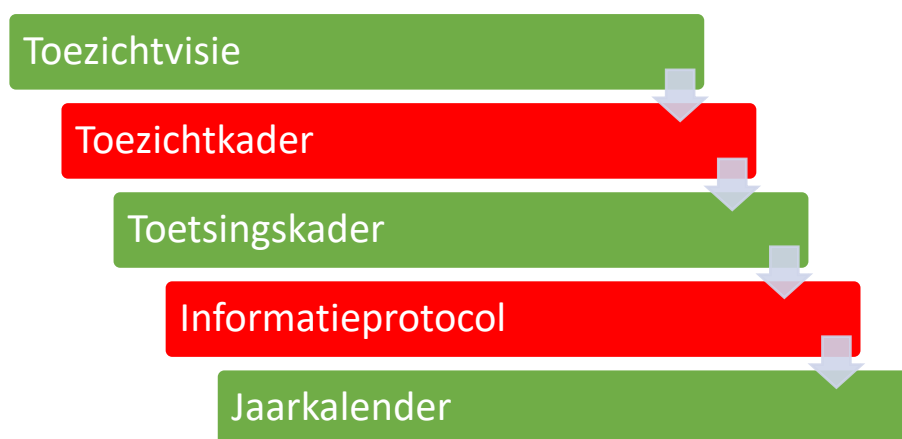 Toezichtvisie
Toezichtkader
Toetsingskader
Informatieprotocol
Jaarkalender